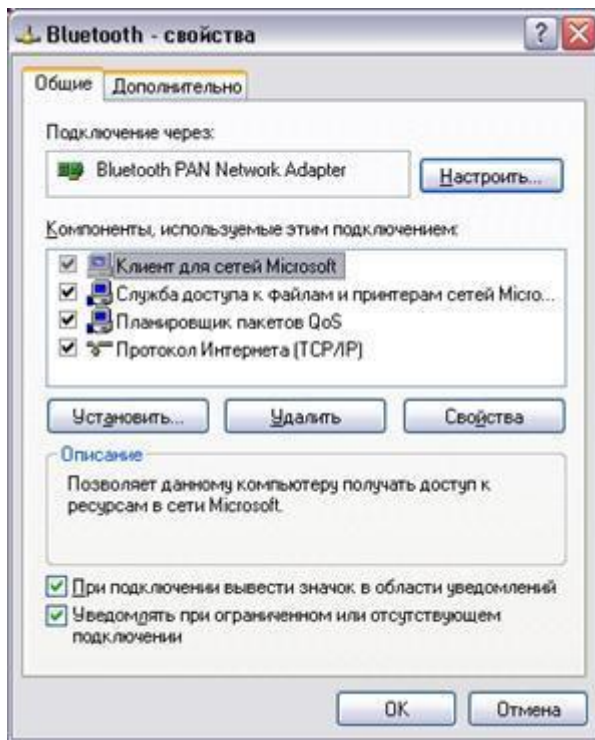 Bluetooth - свойства
Общие
Дополнительно
Подключение через:
Bluetooth PAN Network Adapter
Настроить...
Компоненты, используемые этим подключением:
Клиент для сетей Microsoft
Служба доступа к файлам и принтерам сетей Micro...
Планировщик пакетов QoS
Протокол Интернета (TCP/IP)
Установить...
Удалить
Свойства
Описание
Позволяет данному компьютеру получать доступ к
ресурсам в сети Microsoft.
При подключении вывести значок в области уведомлений
Уведомлять при ограниченном или отсутствующем
подключении
OK
Отмена